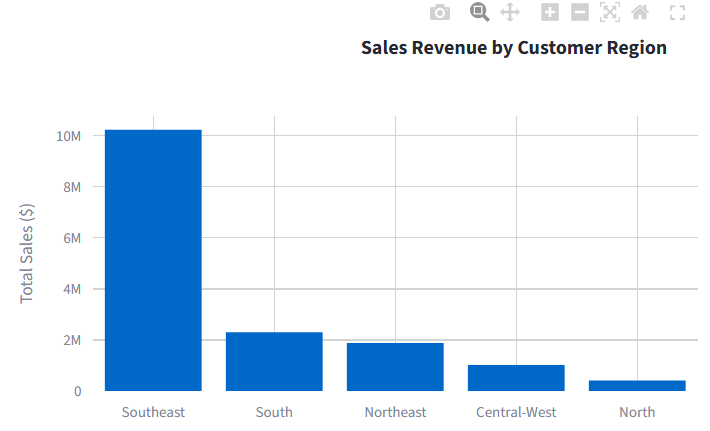 Sales Revenue by Customer Region
Total Sales ($)
10M
8M
6M
4M
2M
0
Southeast South Northeast Central-West North